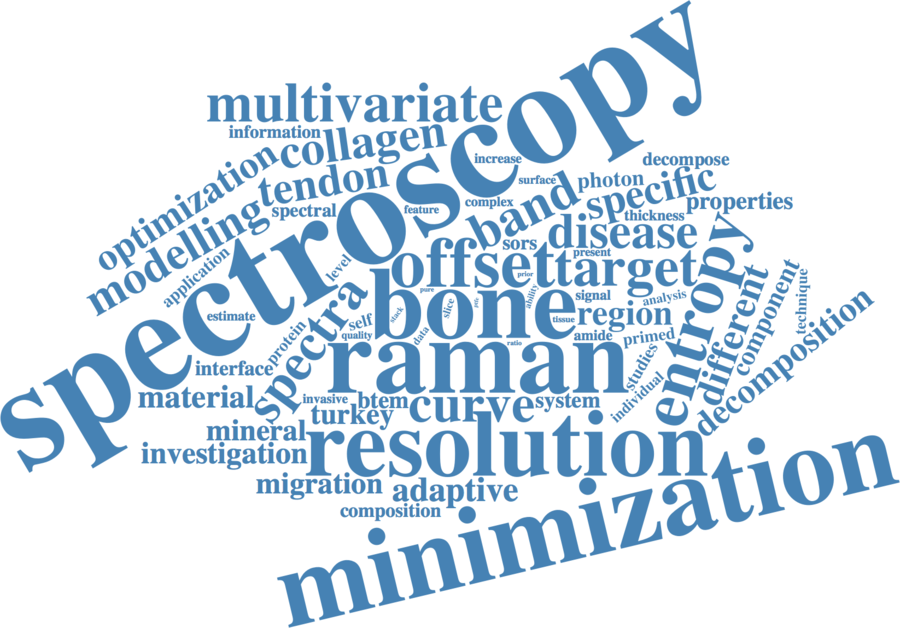 spectroscopy
multivariate
information
collagen
increase
decompose
optimization
tendon
surface
photon
specific
properties
modelling
spectral
feature
complex
band
thickness
application
sors
disease
present
level
offset
target
prior
entropy
estimate
spectra
pure
bone
ability
signal
analysis
different
component
technique
protein
self
stack
slice
tissue
region
quality
data
ratio
amide
primed
decomposition
interface
raman
studies
individual
material
invasive
btem
curve
system
turkey
mineral
investigation
resolution
migration
adaptive
composition
minimization